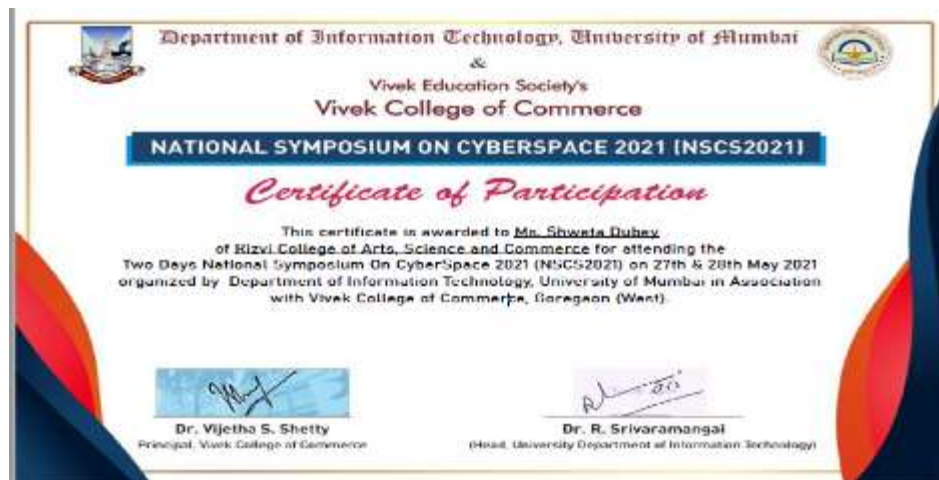 Department of Information Technology, University of Mumbai
&
Vivek Education Society's
Vivek College of Commerce
NATIONAL SYMPOSIUM ON CYBERSPACE 2021 (NSCS2021)
Certificate of Participation
This certificate is awarded to Ms. Shweta Dubey
of Rizvi College of Arts, Science and Commerce for attending the
Two Days National Symposium On CyberSpace 2021 (NSCS2021) on 27th & 28th May 2021
organized by Department of Information Technology, University of Mumbai in Association
with Vivek College of Commerce, Goregaon (West).
Dr. Vijetha S. Shetty
Principal, Vivek College of Commerce
Dr. R. Srivaramangai
(Head, University Department of Information Technology)